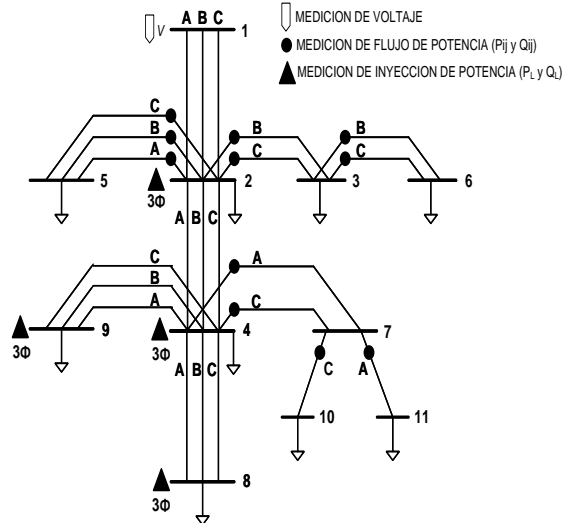 A B C
V
1
MEDICION DE VOLTAJE
MEDICION DE FLUJO DE POTENCIA (Pij y Qij)
MEDICION DE INYECCION DE POTENCIA (PL y QL)
C
B
A
B
C
B
C
5
2
3
6
3Φ
A B C
C
B
A
A
C
9
4
7
3Φ
3Φ
A B C
C
A
10
11
8
3Φ